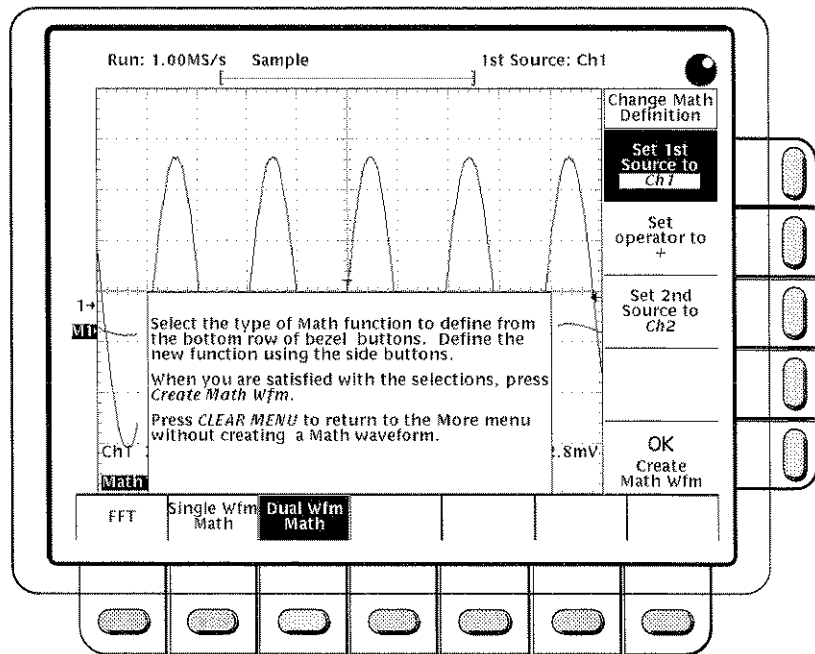 Run: 1.00MS/s Sample 1st Source: Ch1
Change Math
Definition
Set 1st
Source to
Ch1
Set
operator to
+
Set 2nd
Source to
Ch2
OK
Create
Math Wfm
1→
M1
Select the type of Math function to define from
the bottom row of bezel buttons. Define the
new function using the side buttons.
When you are satisfied with the selections, press
Create Math Wfm.
Press CLEAR MENU to return to the More menu
without creating a Math waveform.
Ch1 2.8mV
Math
FFT
Single Wfm
Math
Dual Wfm
Math